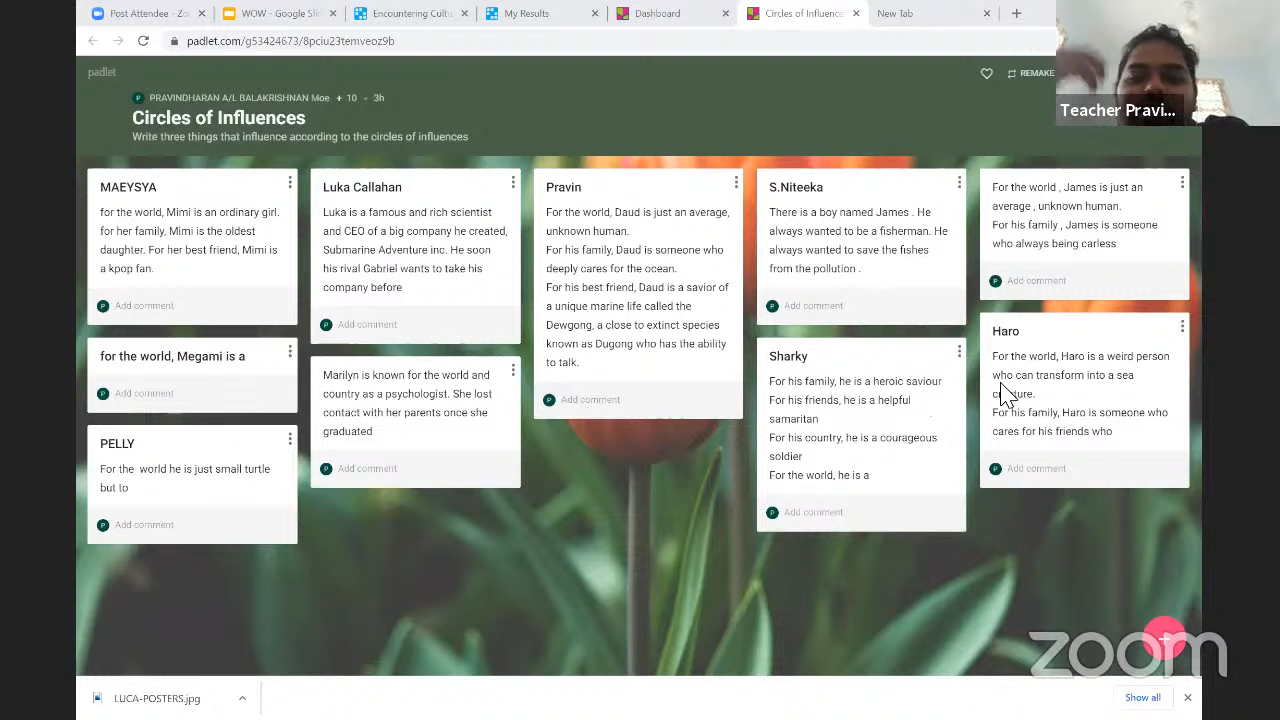 Post Attendee - Z
WOW - Google Sli
Encountering Cultu
My Results
Dashboard
Circles of Influence
New Tab
padlet.com/g53424673/8pciu23temveoz9b
padlet
REMAKE
PRAVINDHARAN A/L BALAKRISHNAN Moe + 10 • 3h
Circles of Influences
Write three things that influence according to the circles of influences
Teacher Pravi...
MAEYSYA
for the world, Mimi is an ordinary girl.
for her family, Mimi is the oldest
daughter. For her best friend, Mimi is
a kpop fan.
Add comment
for the world, Megami is a
Add comment
PELLY
For the world he is just small turtle
but to
Add comment
Luka Callahan
Luka is a famous and rich scientist
and CEO of a big company he created,
Submarine Adventure inc. He soon
his rival Gabriel wants to take his
company before
Add comment
Marilyn is known for the world and
country as a psychologist. She lost
contact with her parents once she
graduated
Add comment
Pravin
For the world, Daud is just an average,
unknown human.
For his family, Daud is someone who
deeply cares for the ocean.
For his best friend, Daud is a savior of
a unique marine life called the
Dewgong, a close to extinct species
known as Dugong who has the ability
to talk.
Add comment
S.Niteeka
There is a boy named James . He
always wanted to be a fisherman. He
always wanted to save the fishes
from the pollution .
Add comment
Sharky
For his family, he is a heroic saviour
For his friends, he is a helpful
samaritan
For his country, he is a courageous
soldier
For the world, he is a
Add comment
For the world , James is just an
average , unknown human.
For his family , James is someone
who always being carless
Add comment
Haro
For the world, Haro is a weird person
who can transform into a sea
For his family, Haro is someone who
cares for his friends who
Add comment
zoom
LUCA-POSTERS.jpg
Show all